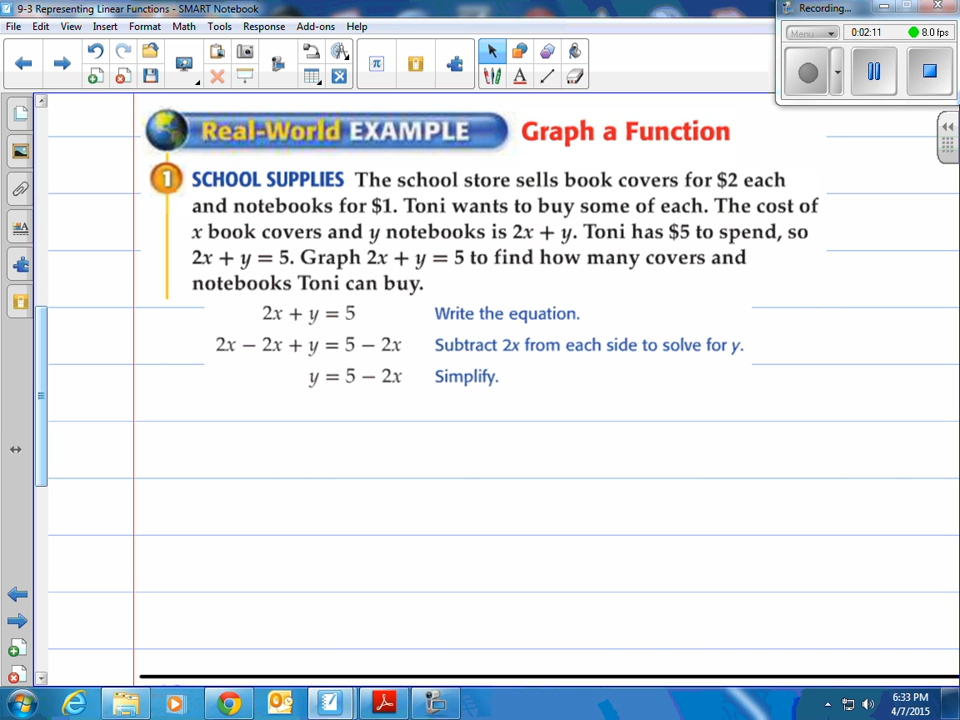 9-3 Representing Linear Functions - SMART Notebook
Recording...
File Edit View Insert Format Math Tools Response Add-ons Help
Menu
0:02:11
8.0 fps
Real-World EXAMPLE Graph a Function
1 SCHOOL SUPPLIES The school store sells book covers for $2 each
and notebooks for $1. Toni wants to buy some of each. The cost of
x book covers and y notebooks is 2x + y. Toni has $5 to spend, so
2x + y = 5. Graph 2x + y = 5 to find how many covers and
notebooks Toni can buy.
2x + y = 5 Write the equation.
2x − 2x + y = 5 − 2x Subtract 2x from each side to solve for y.
y = 5 − 2x Simplify.
6:33 PM
4/7/2015